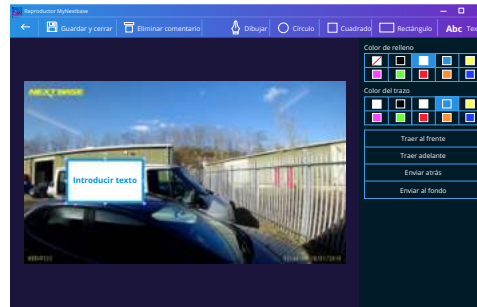 Reproductor MyNextbase
Guardar y cerrar
Eliminar comentario
Dibujar
Círculo
Cuadrado
Rectángulo
Abc
Color de relleno
Color del trazo
NEXTBASE
Introducir texto
Traer al frente
Traer adelante
Enviar atrás
Enviar al fondo